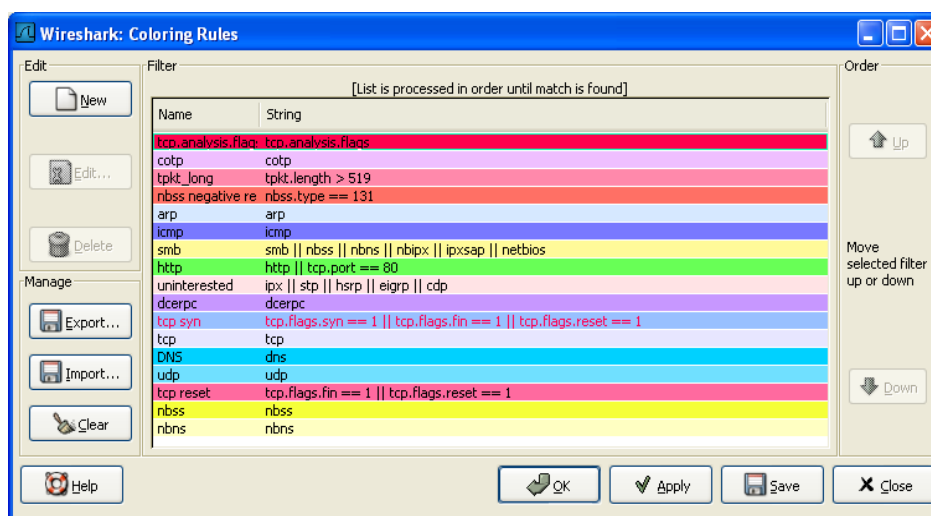 Wireshark: Coloring Rules
Edit
New
Edit...
Delete
Manage
Export...
Import...
Clear
Filter
[List is processed in order until match is found]
Name String
tcp.analysis.flag: tcp.analysis.flags
cotp cotp
tpkt_long tpkt.length > 519
nbss negative re nbss.type == 131
arp arp
icmp icmp
smb smb || nbss || nbns || nbipx || ipxsap || netbios
http http || tcp.port == 80
uninterested ipx || stp || hsrp || eigrp || cdp
dcerpc dcerpc
tcp syn tcp.flags.syn == 1 || tcp.flags.fin == 1 || tcp.flags.reset == 1
tcp tcp
DNS dns
udp udp
tcp reset tcp.flags.fin == 1 || tcp.flags.reset == 1
nbss nbss
nbns nbns
Order
Up
Move
selected filter
up or down
Down
Help
OK
Apply
Save
Close